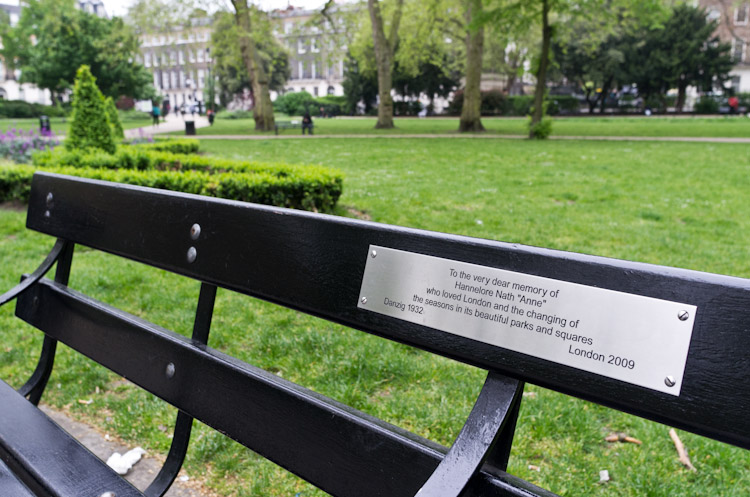 To the very dear memory of
Hannelore Nath "Anne"
who loved London and the changing of
the seasons in its beautiful parks and squares
Danzig 1932
London 2009